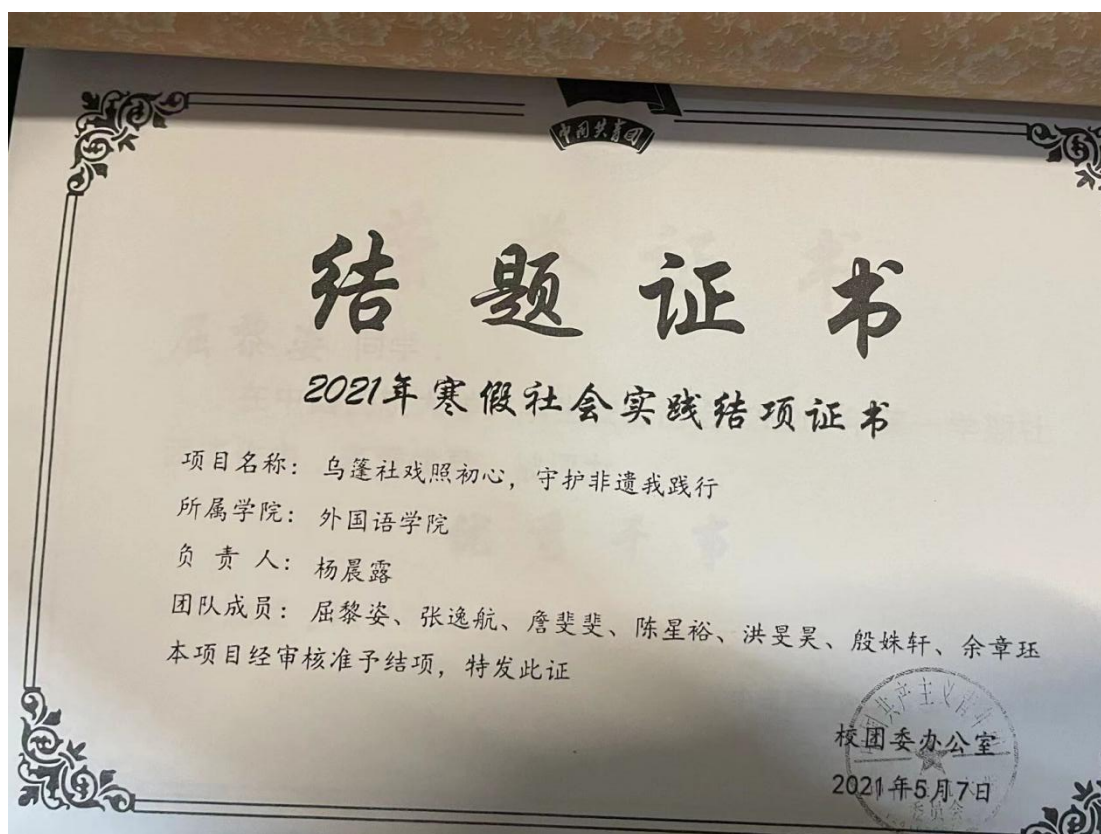 中国共青团
结题证书
2021年寒假社会实践结项证书
项目名称：乌篷社戏照初心，守护非遗我践行
所属学院：外国语学院
负责人：杨晨露
团队成员：屈黎姿、张逸航、詹斐斐、陈星裕、洪旻昊、殷姝轩、余章珏
本项目经审核准予结项，特发此证
校团委办公室
2021年5月7日
委员会